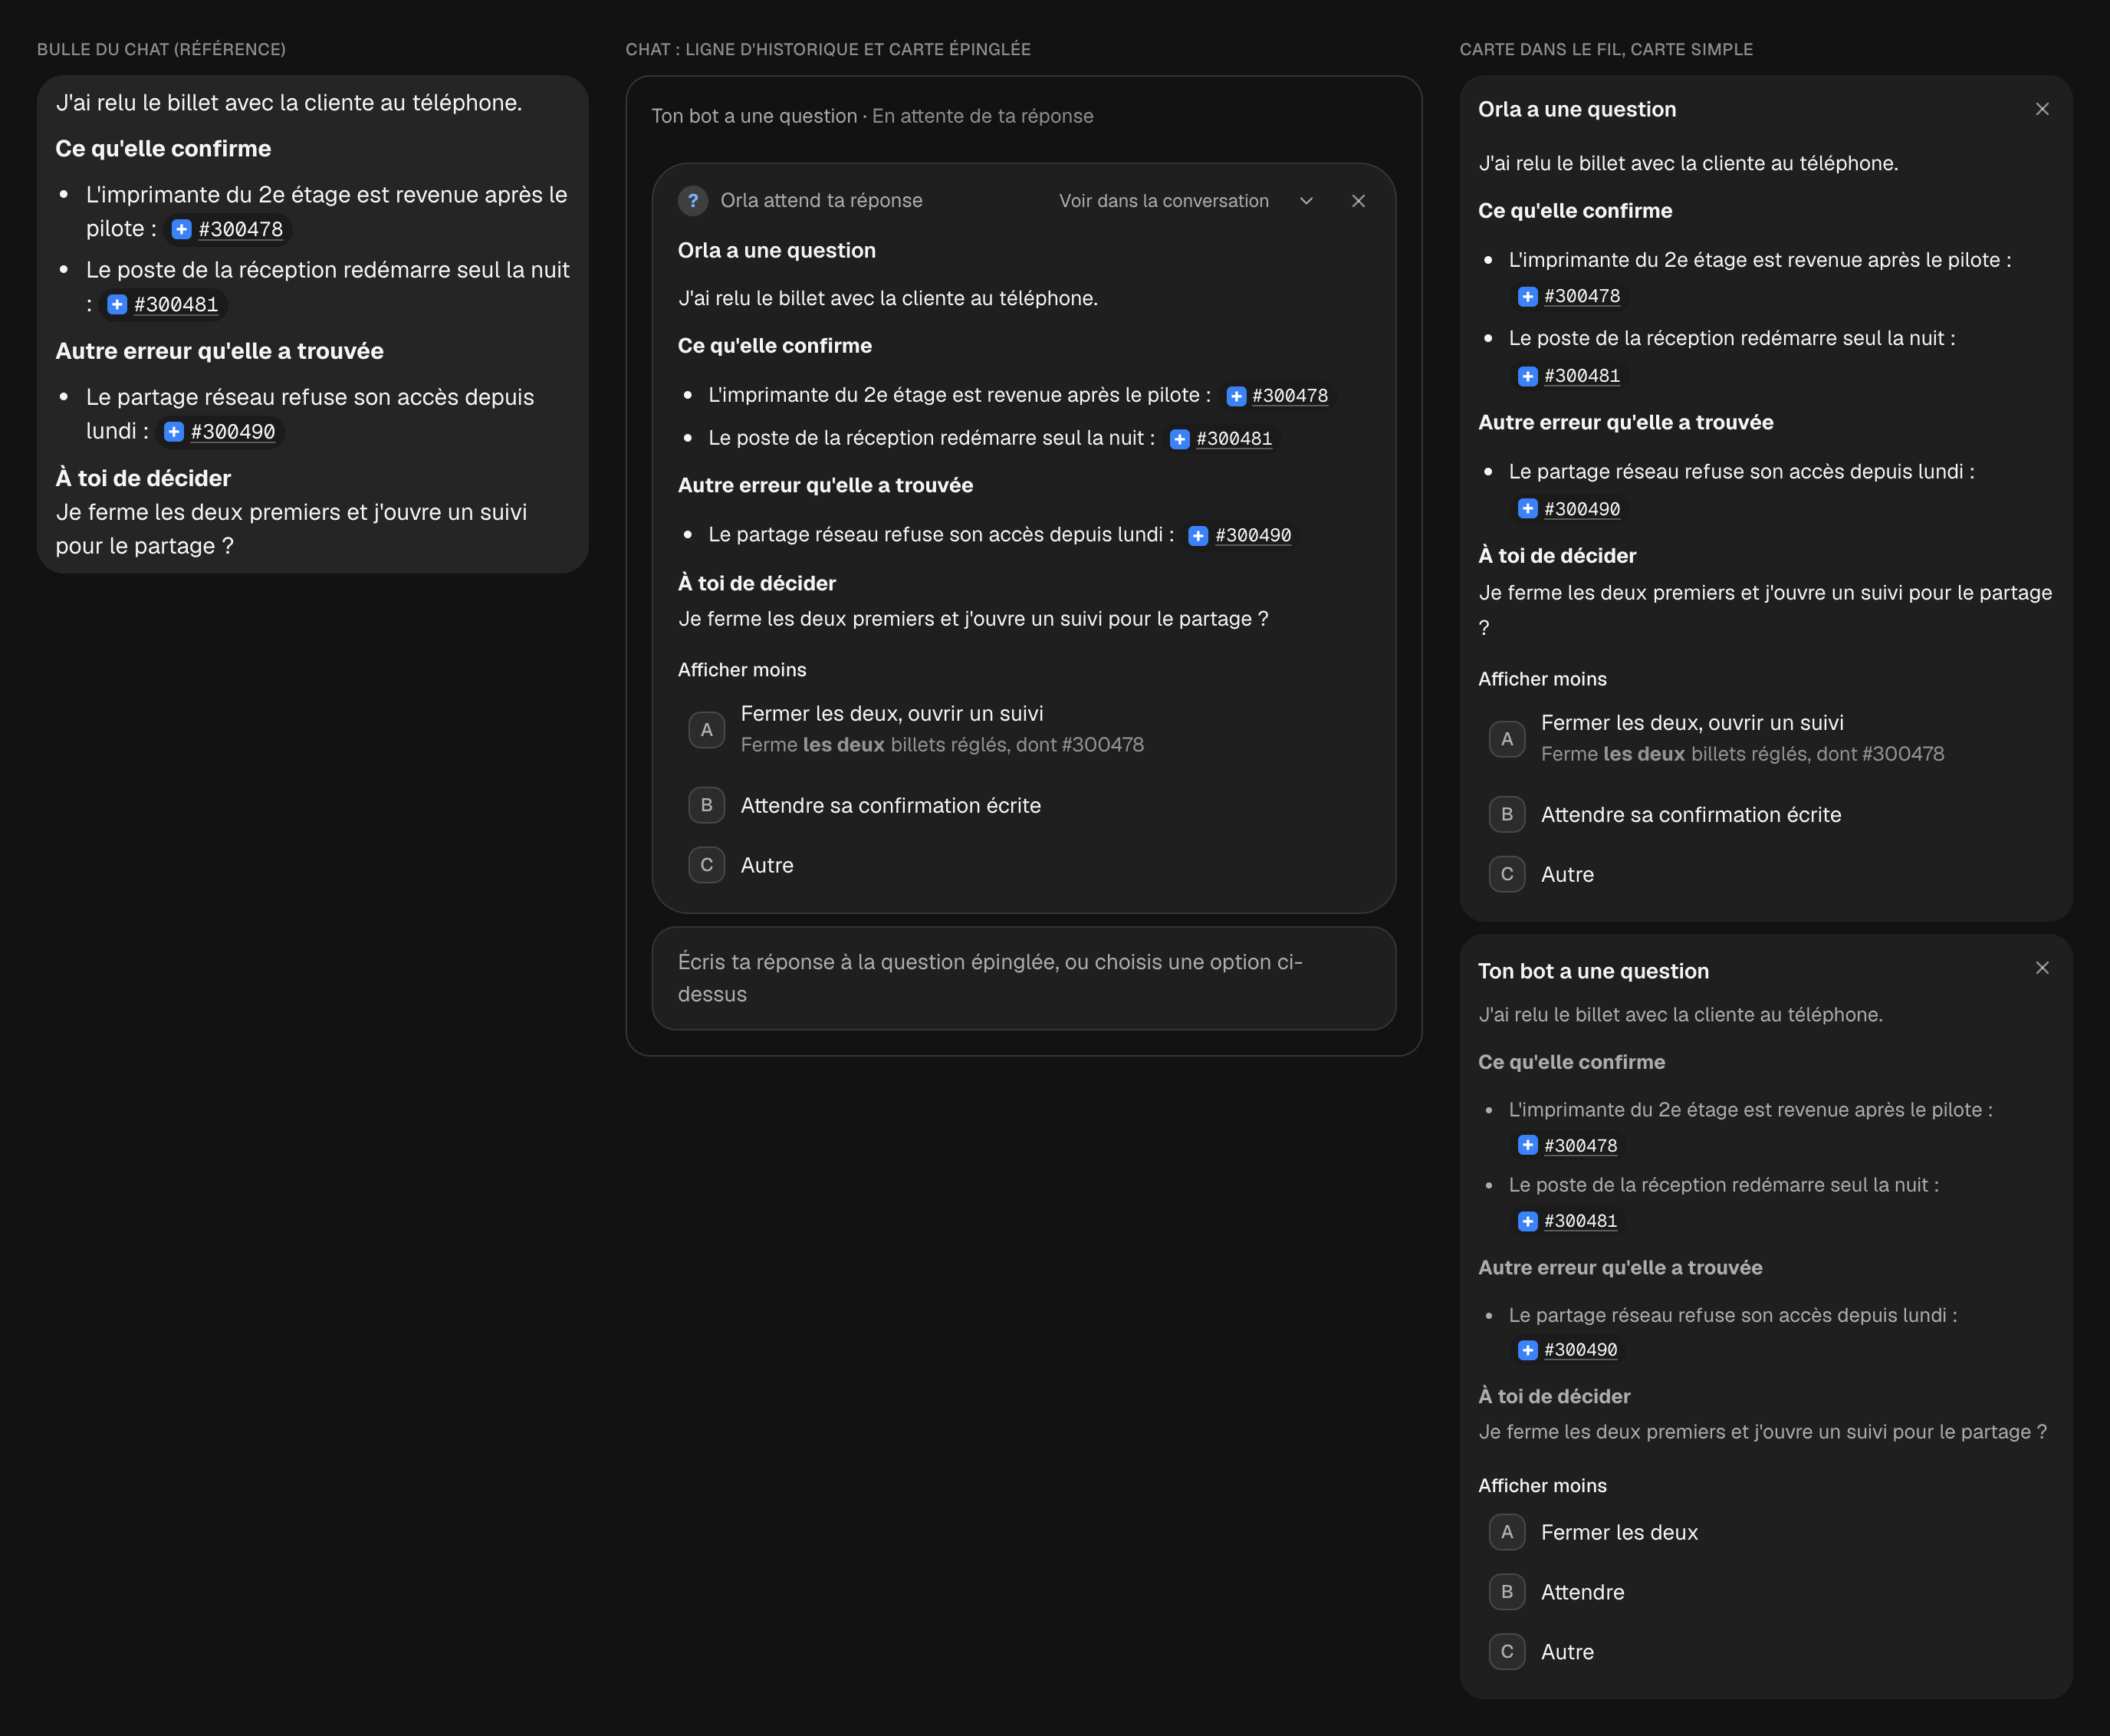 BULLE DU CHAT (RÉFÉRENCE)
J'ai relu le billet avec la cliente au téléphone.
Ce qu'elle confirme
• L'imprimante du 2e étage est revenue après le
pilote : #300478
• Le poste de la réception redémarre seul la nuit
: #300481
Autre erreur qu'elle a trouvée
• Le partage réseau refuse son accès depuis
lundi : #300490
À toi de décider
Je ferme les deux premiers et j'ouvre un suivi
pour le partage ?
CHAT : LIGNE D'HISTORIQUE ET CARTE ÉPINGLÉE
Ton bot a une question · En attente de ta réponse
? Orla attend ta réponse Voir dans la conversation
Orla a une question
J'ai relu le billet avec la cliente au téléphone.
Ce qu'elle confirme
• L'imprimante du 2e étage est revenue après le pilote : #300478
• Le poste de la réception redémarre seul la nuit : #300481
Autre erreur qu'elle a trouvée
• Le partage réseau refuse son accès depuis lundi : #300490
À toi de décider
Je ferme les deux premiers et j'ouvre un suivi pour le partage ?
Afficher moins
A Fermer les deux, ouvrir un suivi
Ferme les deux billets réglés, dont #300478
B Attendre sa confirmation écrite
C Autre
Écris ta réponse à la question épinglée, ou choisis une option ci-
dessus
CARTE DANS LE FIL, CARTE SIMPLE
Orla a une question
J'ai relu le billet avec la cliente au téléphone.
Ce qu'elle confirme
• L'imprimante du 2e étage est revenue après le pilote :
#300478
• Le poste de la réception redémarre seul la nuit :
#300481
Autre erreur qu'elle a trouvée
• Le partage réseau refuse son accès depuis lundi :
#300490
À toi de décider
Je ferme les deux premiers et j'ouvre un suivi pour le partage
?
Afficher moins
A Fermer les deux, ouvrir un suivi
Ferme les deux billets réglés, dont #300478
B Attendre sa confirmation écrite
C Autre
Ton bot a une question
J'ai relu le billet avec la cliente au téléphone.
Ce qu'elle confirme
• L'imprimante du 2e étage est revenue après le pilote :
#300478
• Le poste de la réception redémarre seul la nuit :
#300481
Autre erreur qu'elle a trouvée
• Le partage réseau refuse son accès depuis lundi :
#300490
À toi de décider
Je ferme les deux premiers et j'ouvre un suivi pour le partage ?
Afficher moins
A Fermer les deux
B Attendre
C Autre